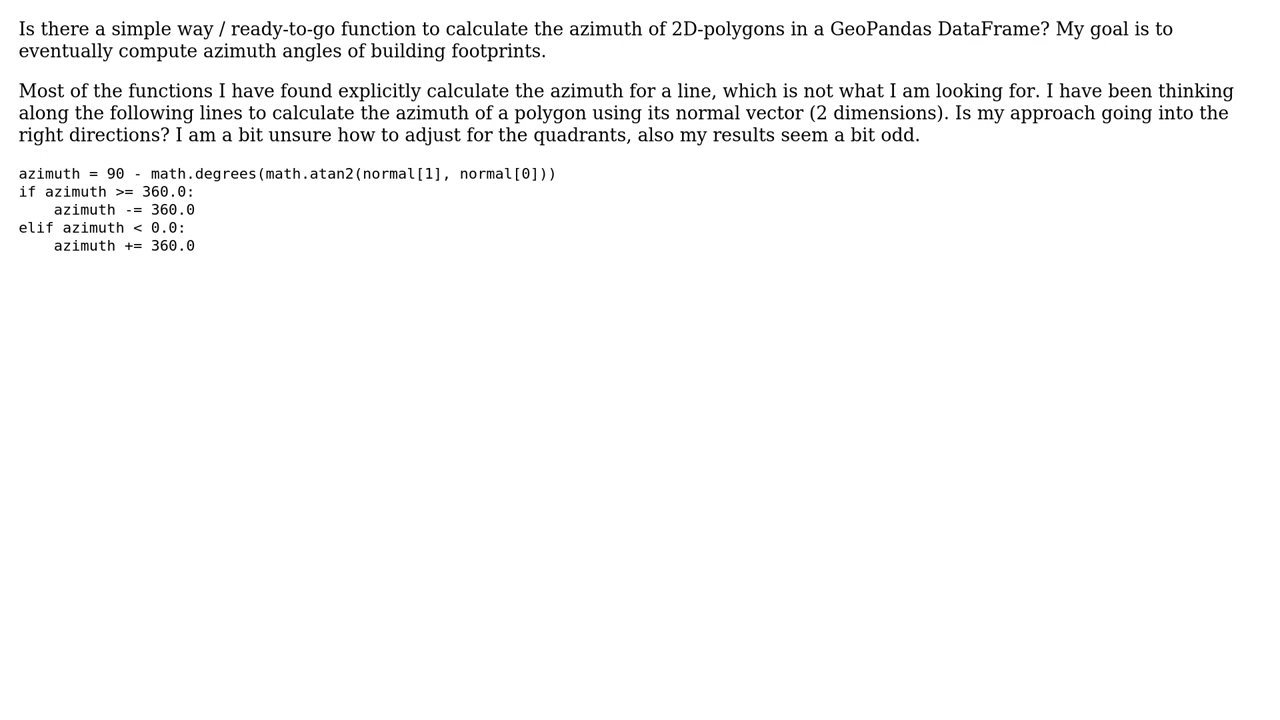 Is there a simple way / ready-to-go function to calculate the azimuth of 2D-polygons in a GeoPandas DataFrame? My goal is to
eventually compute azimuth angles of building footprints.
Most of the functions I have found explicitly calculate the azimuth for a line, which is not what I am looking for. I have been thinking
along the following lines to calculate the azimuth of a polygon using its normal vector (2 dimensions). Is my approach going into the
right directions? I am a bit unsure how to adjust for the quadrants, also my results seem a bit odd.
azimuth = 90 - math.degrees(math.atan2(normal[1], normal[0]))
if azimuth >= 360.0:
    azimuth -= 360.0
elif azimuth < 0.0:
    azimuth += 360.0